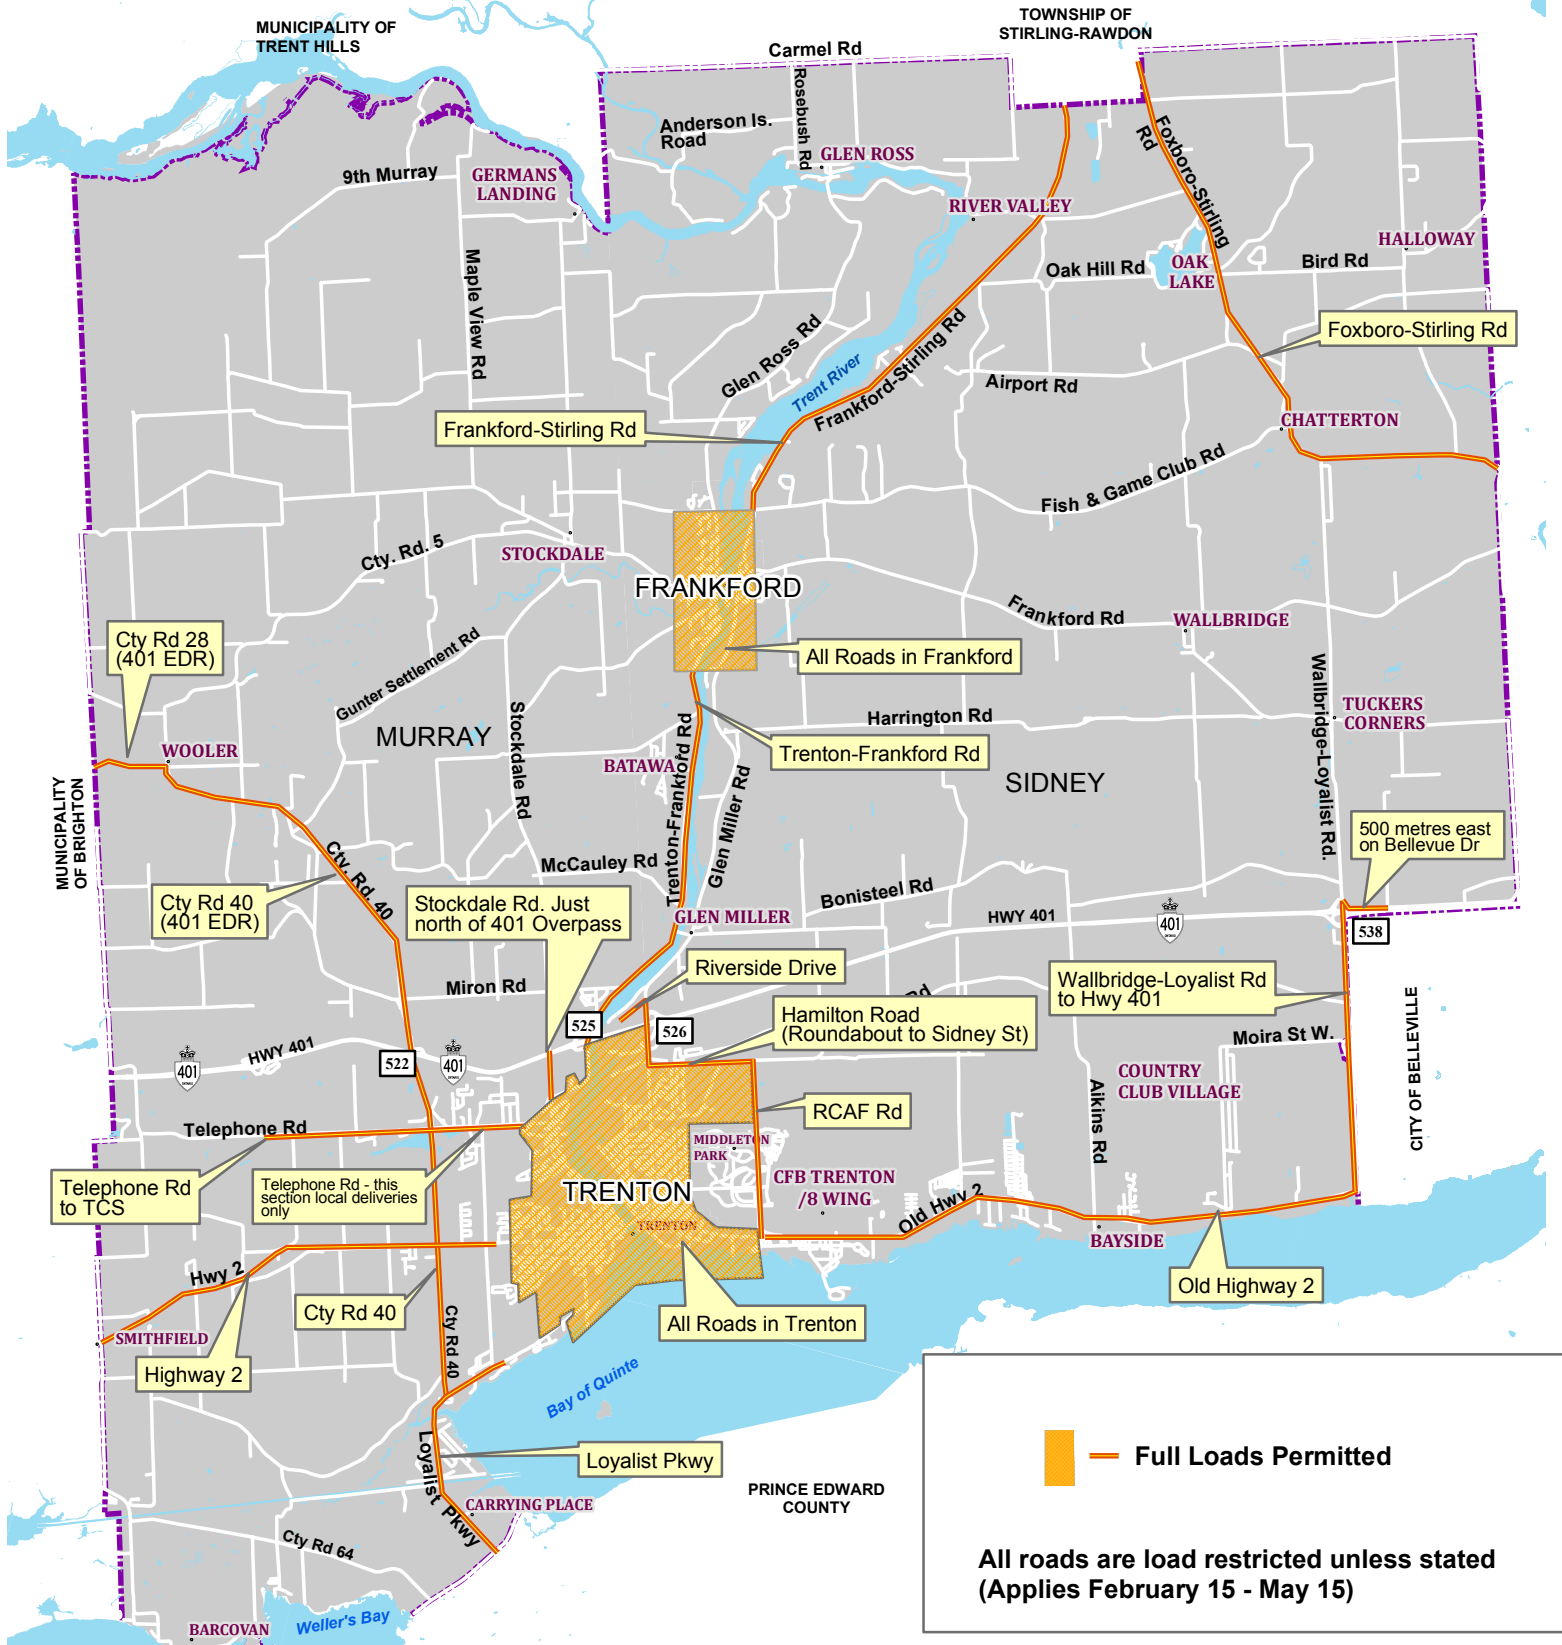 MUNICIPALITY OF
TRENT HILLS
TOWNSHIP OF
STIRLING-RAWDON
Carmel Rd
Rosebush Rd
Anderson Is.
Road
GLEN ROSS
Foxboro-Stirling
Rd
9th Murray
GERMANS
LANDING
RIVER VALLEY
HALLOWAY
Maple View Rd
Oak Hill Rd
OAK
LAKE
Bird Rd
Foxboro-Stirling Rd
Glen Ross Rd
Trent River
Frankford-Stirling Rd
Airport Rd
Frankford-Stirling Rd
CHATTERTON
Fish & Game Club Rd
Cty. Rd. 5
STOCKDALE
FRANKFORD
Frankford Rd
WALLBRIDGE
Cty Rd 28
(401 EDR)
Gunter Settlement Rd
All Roads in Frankford
Wallbridge-Loyalist Rd.
Stockdale Rd
MURRAY
Harrington Rd
TUCKERS
CORNERS
WOOLER
BATAWA
Trenton-Frankford Rd
Trenton-Frankford Rd
Glen Miller Rd
SIDNEY
MUNICIPALITY
OF BRIGHTON
500 metres east
on Bellevue Dr
Cty. Rd. 40
McCauley Rd
Cty Rd 40
(401 EDR)
Stockdale Rd. Just
north of 401 Overpass
Bonisteel Rd
GLEN MILLER
HWY 401
401
ONTARIO
538
Riverside Drive
Wallbridge-Loyalist Rd
to Hwy 401
Miron Rd
Rd
Hamilton Road
(Roundabout to Sidney St)
525
526
HWY 401
401
ONTARIO
522
401
ONTARIO
Moira St W.
CITY OF BELLEVILLE
COUNTRY
CLUB VILLAGE
Aikins Rd
RCAF Rd
Telephone Rd
MIDDLETON
PARK
Telephone Rd
to TCS
Telephone Rd - this
section local deliveries
only
CFB TRENTON
/8 WING
TRENTON
TRENTON
Old Hwy 2
BAYSIDE
Hwy 2
Old Highway 2
Cty Rd 40
All Roads in Trenton
SMITHFIELD
Cty Rd 40
Highway 2
Bay of Quinte
Loyalist Pkwy
Loyalist Pkwy
PRINCE EDWARD
COUNTY
CARRYING PLACE
Cty Rd 64
Weller's Bay
BARCOVAN
Full Loads Permitted
All roads are load restricted unless stated
(Applies February 15 - May 15)